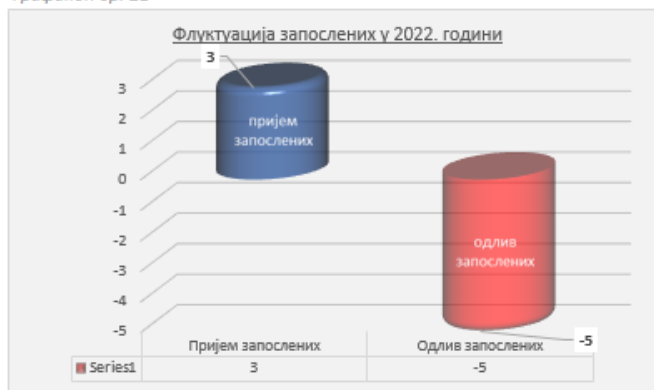 Флуктуација запослених у 2022. години
3
3
2
1
0
-1
-2
-3
-4
-5
пријем
запослених
одлив
запослених
-5
Пријем запослених Одлив запослених
Series1 3 -5